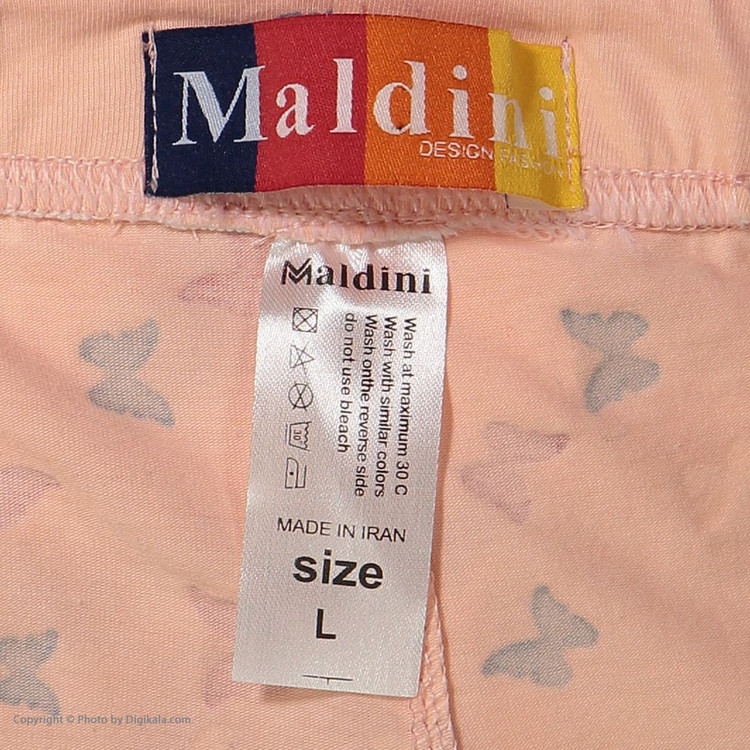 Maldini
DESIGN FASHION
Maldini
Wash at maximum 30 C
Wash with similar colors
Wash onthe reverse side
do not use bleach
30
MADE IN IRAN
size
L
Copyright © Photo by Digikala.com